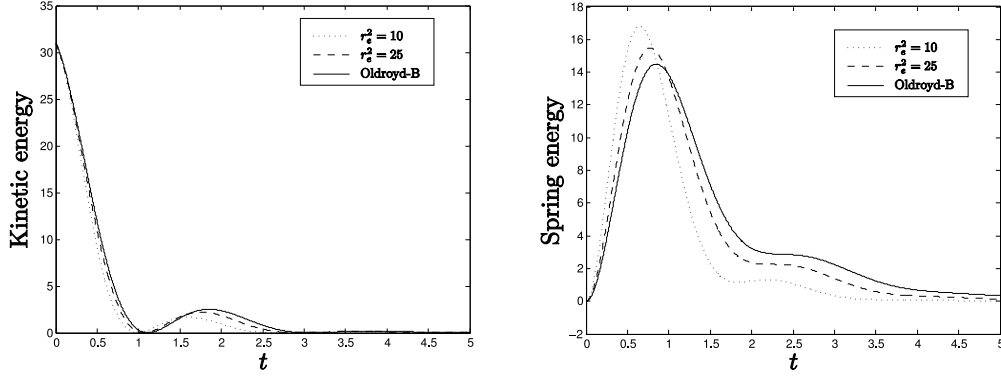 35
30
25
20
15
10
5
0
Kinetic energy
0 0.5 1 1.5 2 2.5 3 3.5 4 4.5 5
t
r_e^2 = 10
r_e^2 = 25
Oldroyd-B
18
16
14
12
10
8
6
4
2
0
−2
Spring energy
0 0.5 1 1.5 2 2.5 3 3.5 4 4.5 5
t
r_e^2 = 10
r_e^2 = 25
Oldroyd-B